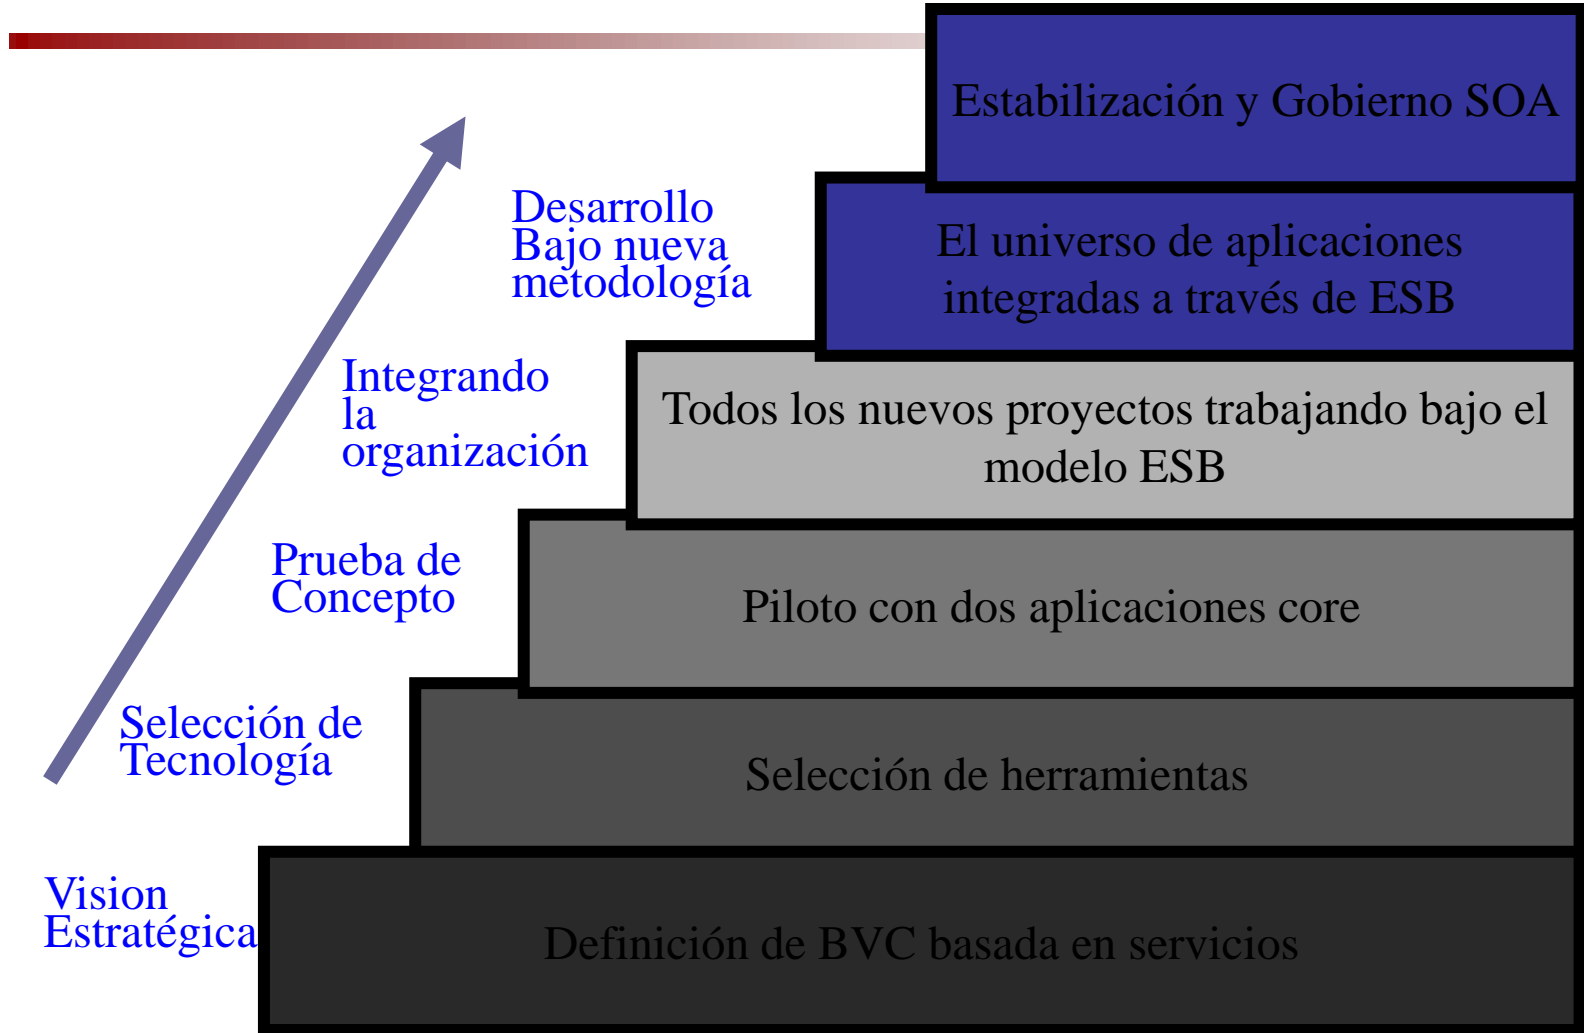 Estabilización y Gobierno SOA
Desarrollo
Bajo nueva
metodología
El universo de aplicaciones
integradas a través de ESB
Integrando
la
organización
Todos los nuevos proyectos trabajando bajo el
modelo ESB
Prueba de
Concepto
Piloto con dos aplicaciones core
Selección de
Tecnología
Selección de herramientas
Vision
Estratégica
Definición de BVC basada en servicios